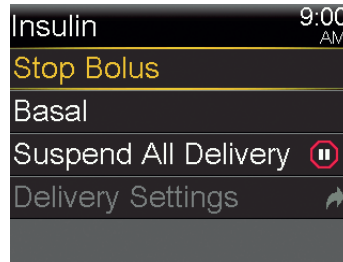 Insulin
9:00
AM
Stop Bolus
Basal
Suspend All Delivery
Delivery Settings